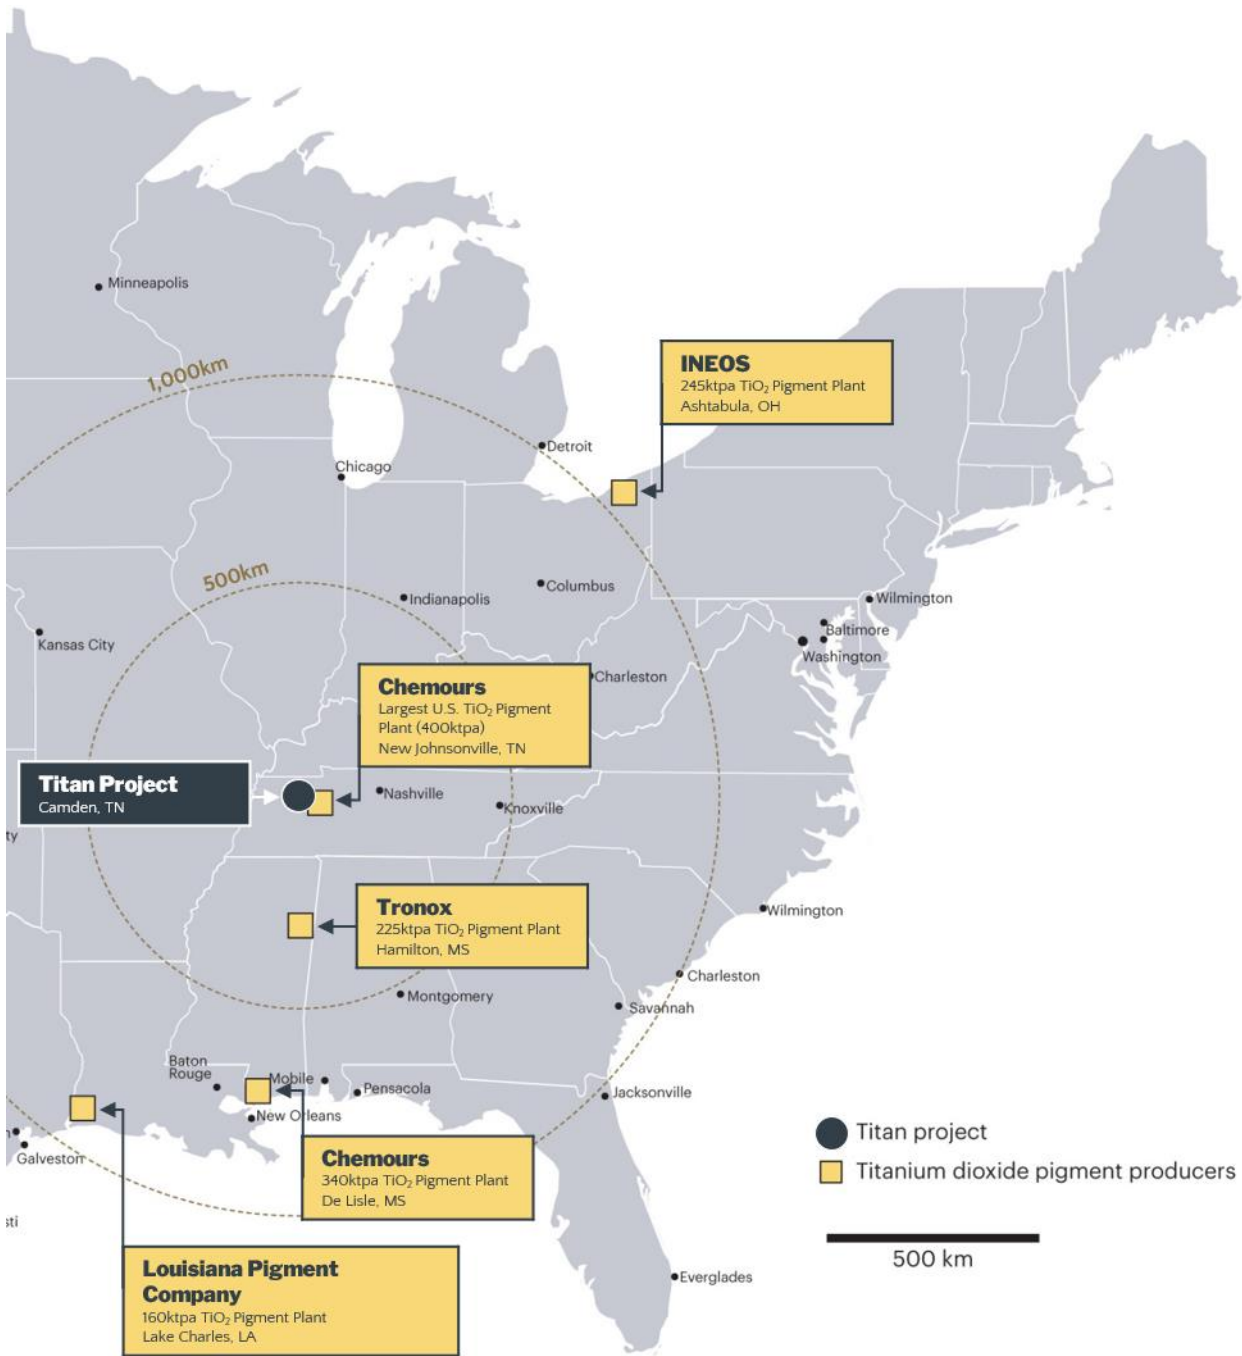 Minneapolis
1,000km
INEOS
245ktpa TiO₂ Pigment Plant
Ashtabula, OH
Detroit
Chicago
500km
Columbus
Indianapolis
Wilmington
Baltimore
Washington
Kansas City
Charleston
Chemours
Largest U.S. TiO₂ Pigment
Plant (400ktpa)
New Johnsonville, TN
Titan Project
Camden, TN
Nashville
Knoxville
ty
Tronox
225ktpa TiO₂ Pigment Plant
Hamilton, MS
Wilmington
Charleston
Montgomery
Savannah
Baton
Rouge
Mobile
Pensacola
Jacksonville
New Orleans
n
Galveston
Chemours
340ktpa TiO₂ Pigment Plant
De Lisle, MS
sti
Louisiana Pigment
Company
160ktpa TiO₂ Pigment Plant
Lake Charles, LA
Everglades
Titan project
Titanium dioxide pigment producers
500 km